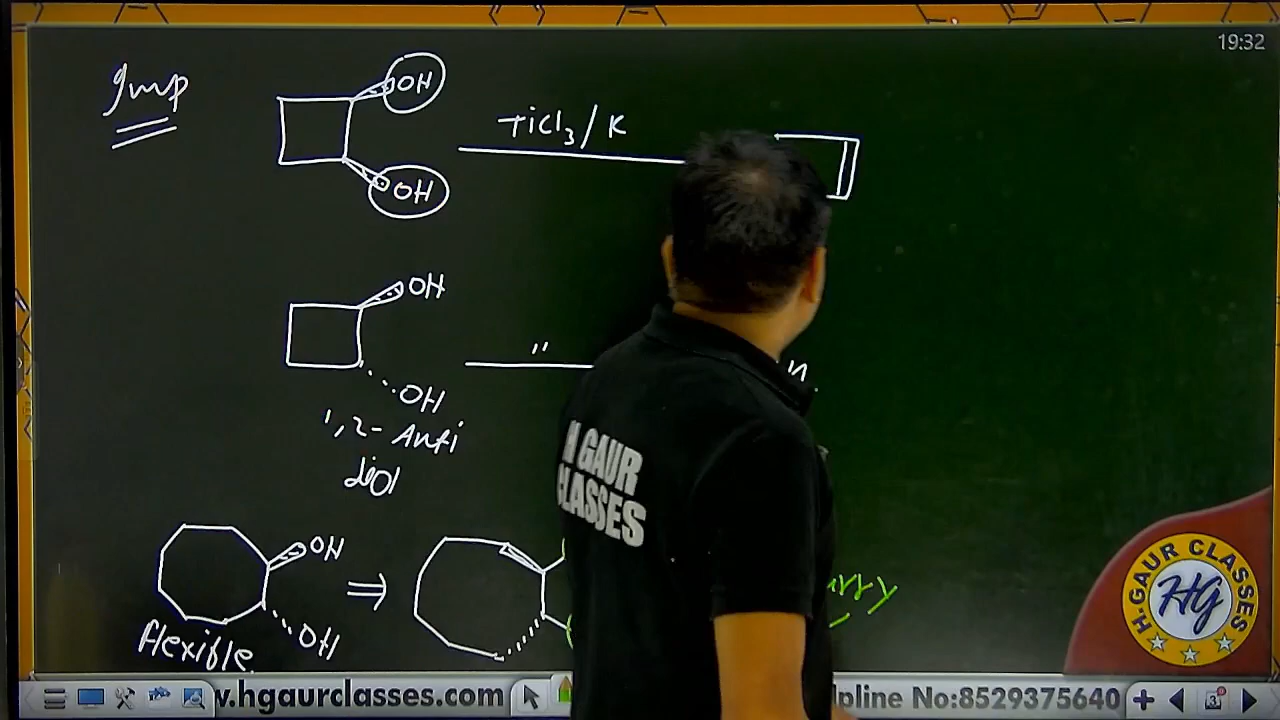 19:32
Imp
OH
OH
TiCl3/K
OH
OH
"
1,2- Anti
diol
OH
OH
⇒
flexible
H GAUR
CLASSES
H-GAUR CLASSES
HG
w.hgaurclasses.com
lpline No:8529375640
3